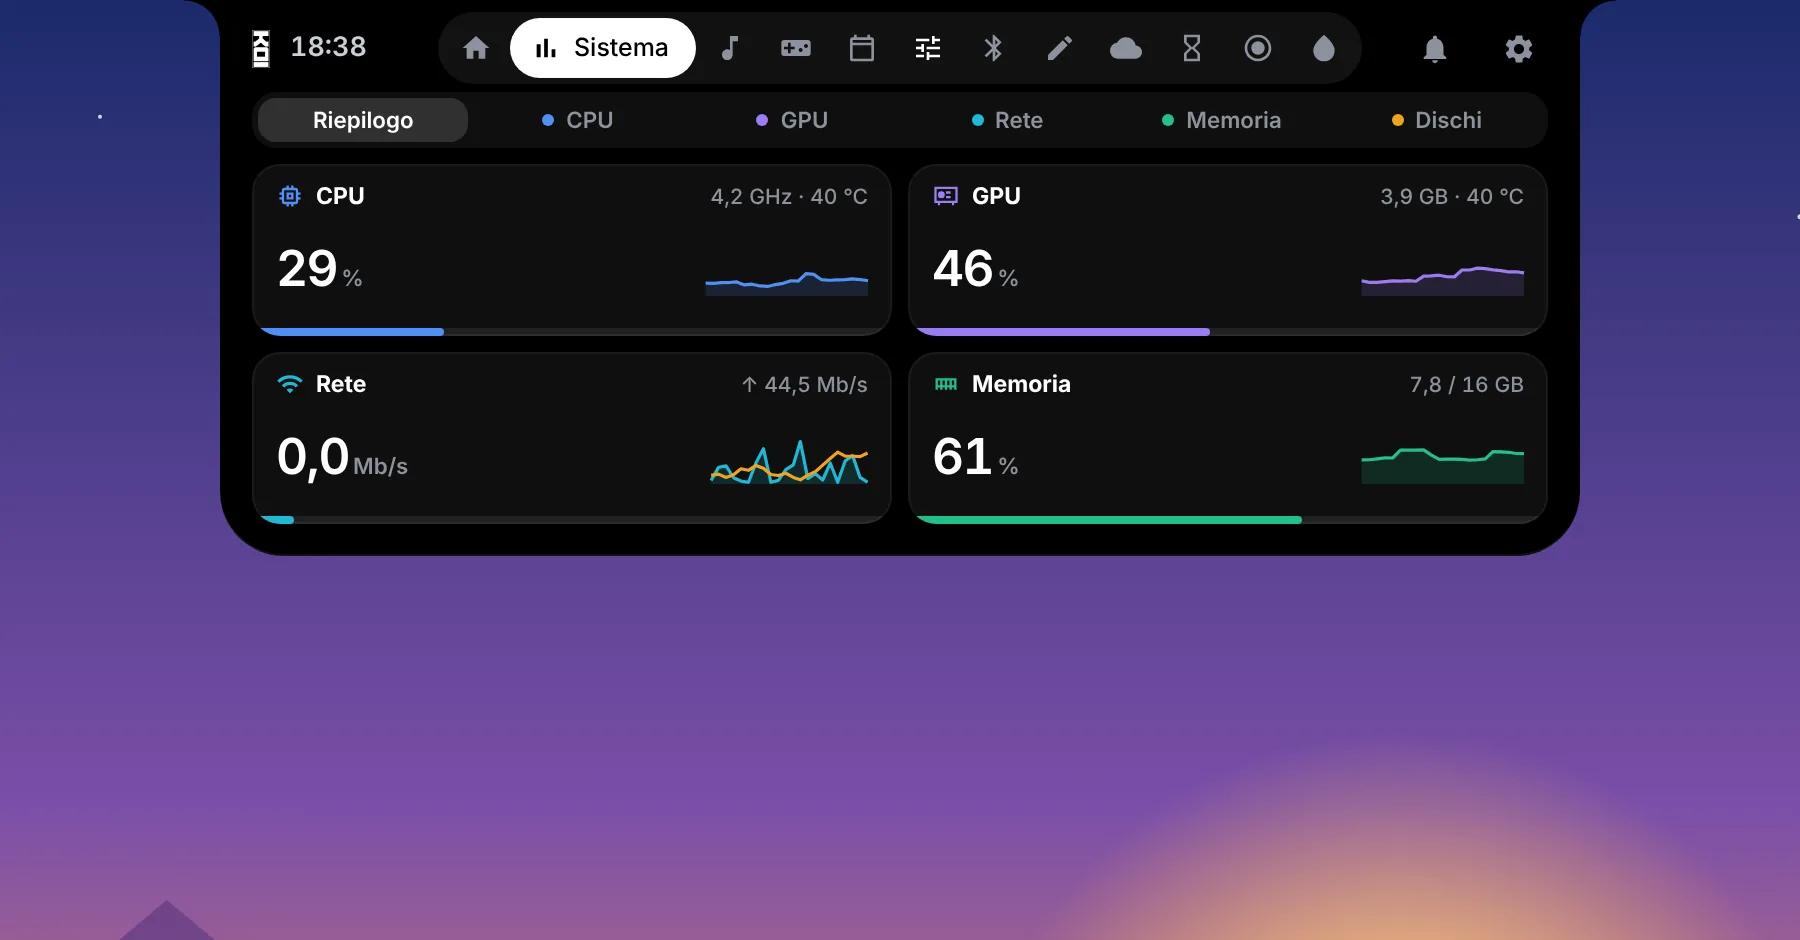 18:38
Sistema
Riepilogo
CPU
GPU
Rete
Memoria
Dischi
CPU
4,2 GHz · 40 °C
29 %
GPU
3,9 GB · 40 °C
46 %
Rete
↑ 44,5 Mb/s
0,0 Mb/s
Memoria
7,8 / 16 GB
61 %